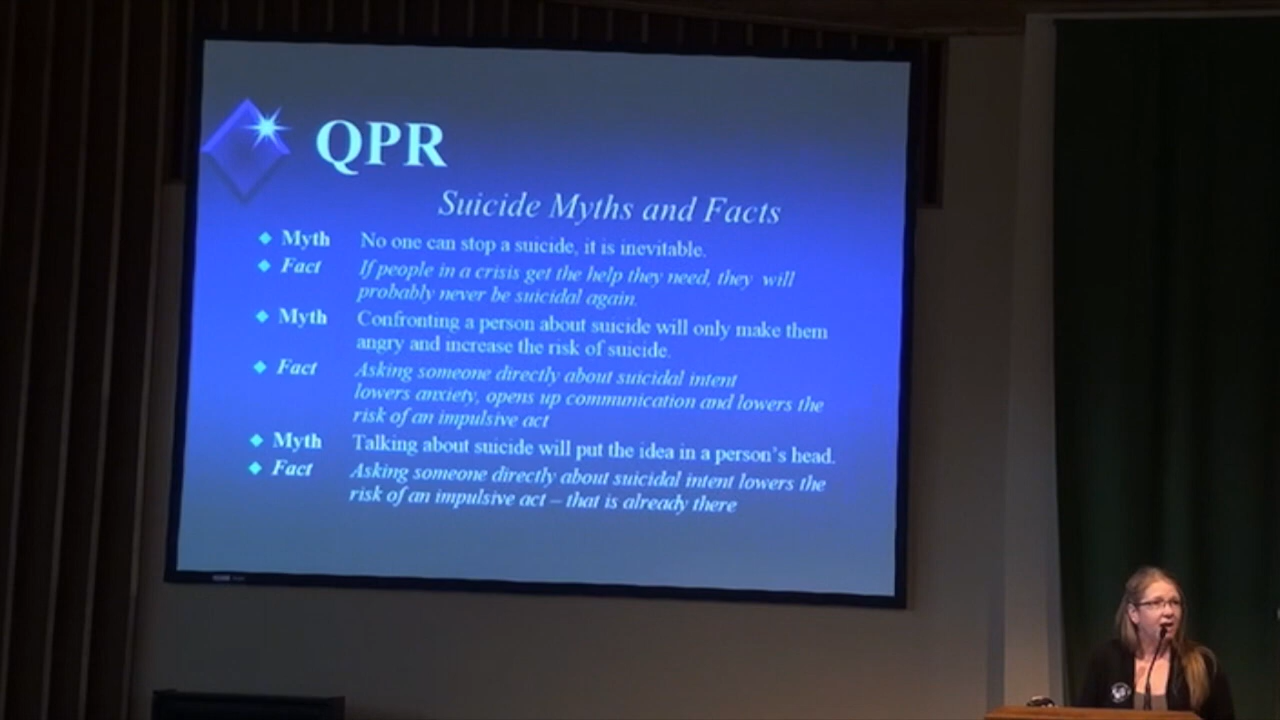 QPR
Suicide Myths and Facts
Myth No one can stop a suicide, it is inevitable.
Fact If people in a crisis get the help they need, they will
probably never be suicidal again.
Myth Confronting a person about suicide will only make them
angry and increase the risk of suicide.
Fact Asking someone directly about suicidal intent
lowers anxiety, opens up communication and lowers the
risk of an impulsive act
Myth Talking about suicide will put the idea in a person's head.
Fact Asking someone directly about suicidal intent lowers the
risk of an impulsive act – that is already there